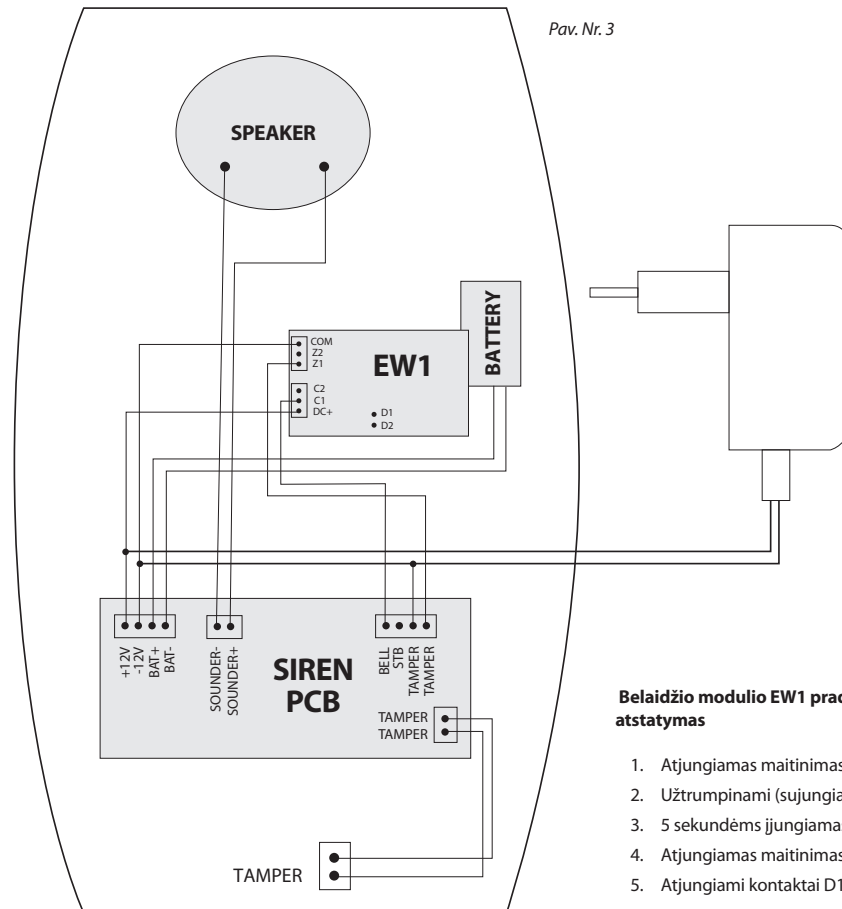 Pav. Nr. 3
SPEAKER
BATTERY
EW1
COM
Z2
Z1
C2
C1
DC+
D1
D2
+12V
-12V
BAT+
BAT-
SOUNDER-
SOUNDER+
BELL
STB
TAMPER
TAMPER
SIREN
PCB
TAMPER
TAMPER
TAMPER
Belaidžio modulio EW1 prad
atstatymas
1. Atjungiamas maitinimas
2. Užtrumpinami (sujungia
3. 5 sekundėms įjungiamas
4. Atjungiamas maitinimas
5. Atjungiami kontaktai D1